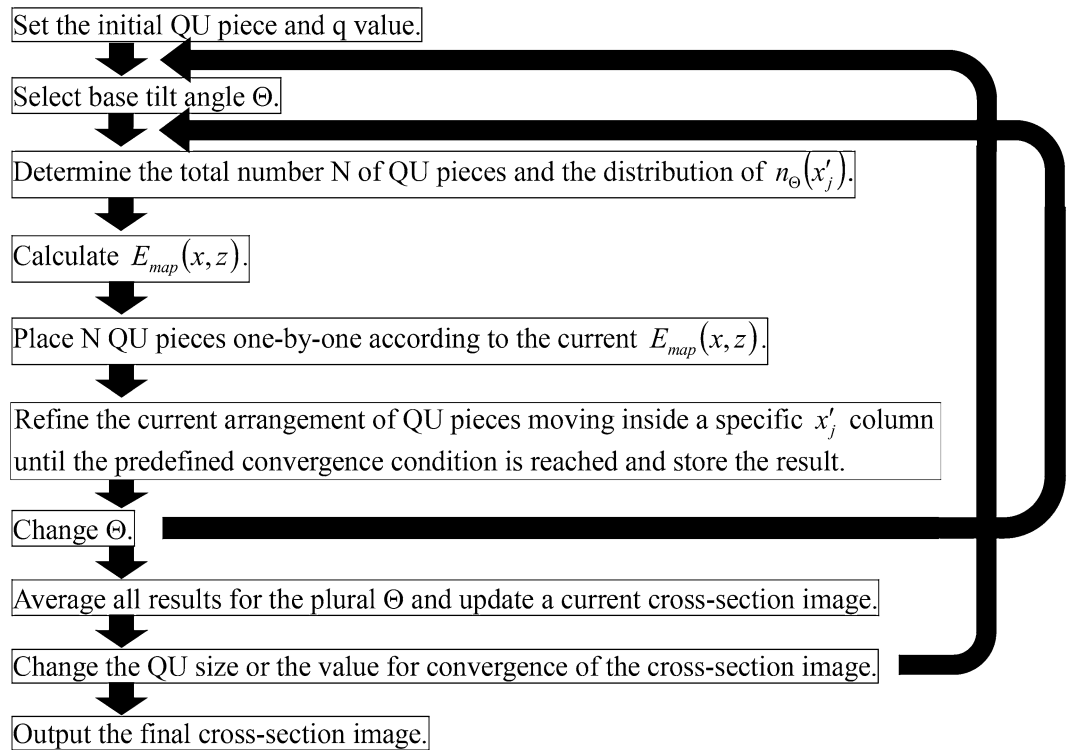 Set the initial QU piece and q value.
Select base tilt angle Θ.
Determine the total number N of QU pieces and the distribution of n_Θ(x′_j).
Calculate E_map(x, z).
Place N QU pieces one-by-one according to the current E_map(x, z).
Refine the current arrangement of QU pieces moving inside a specific x′_j column
until the predefined convergence condition is reached and store the result.
Change Θ.
Average all results for the plural Θ and update a current cross-section image.
Change the QU size or the value for convergence of the cross-section image.
Output the final cross-section image.